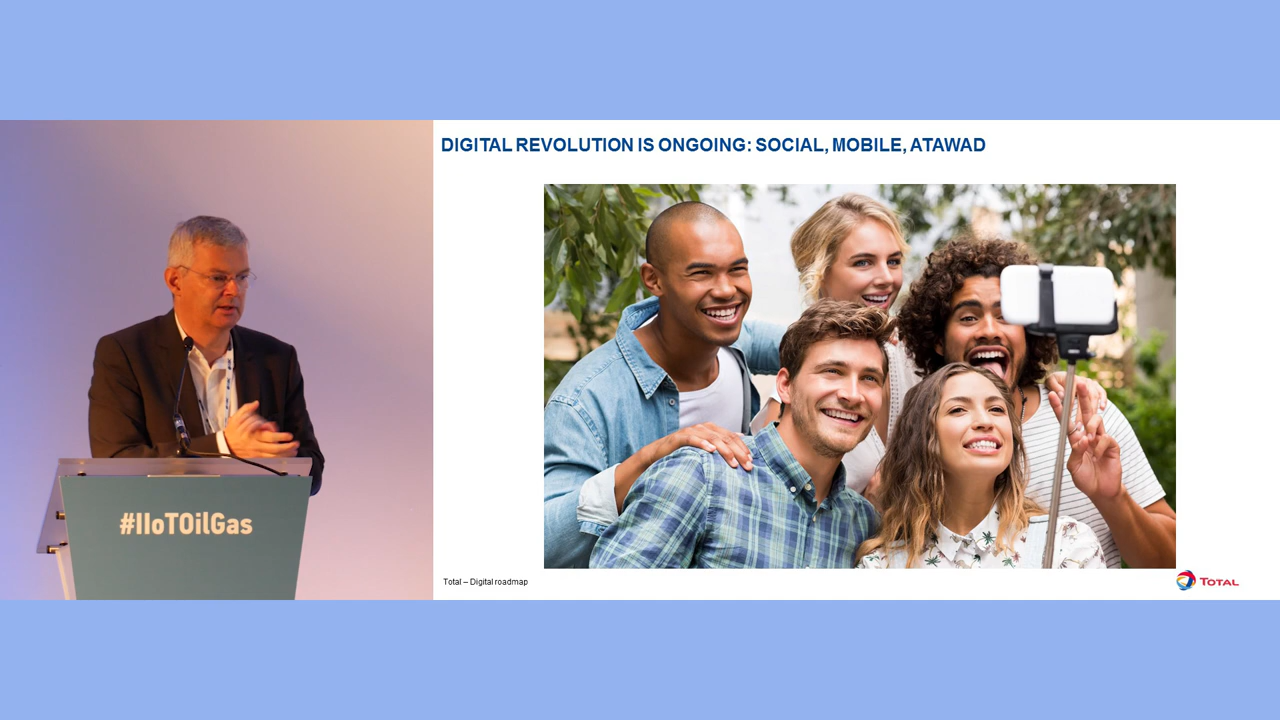 DIGITAL REVOLUTION IS ONGOING: SOCIAL, MOBILE, ATAWAD
#IIoTOilGas
Total – Digital roadmap
TOTAL